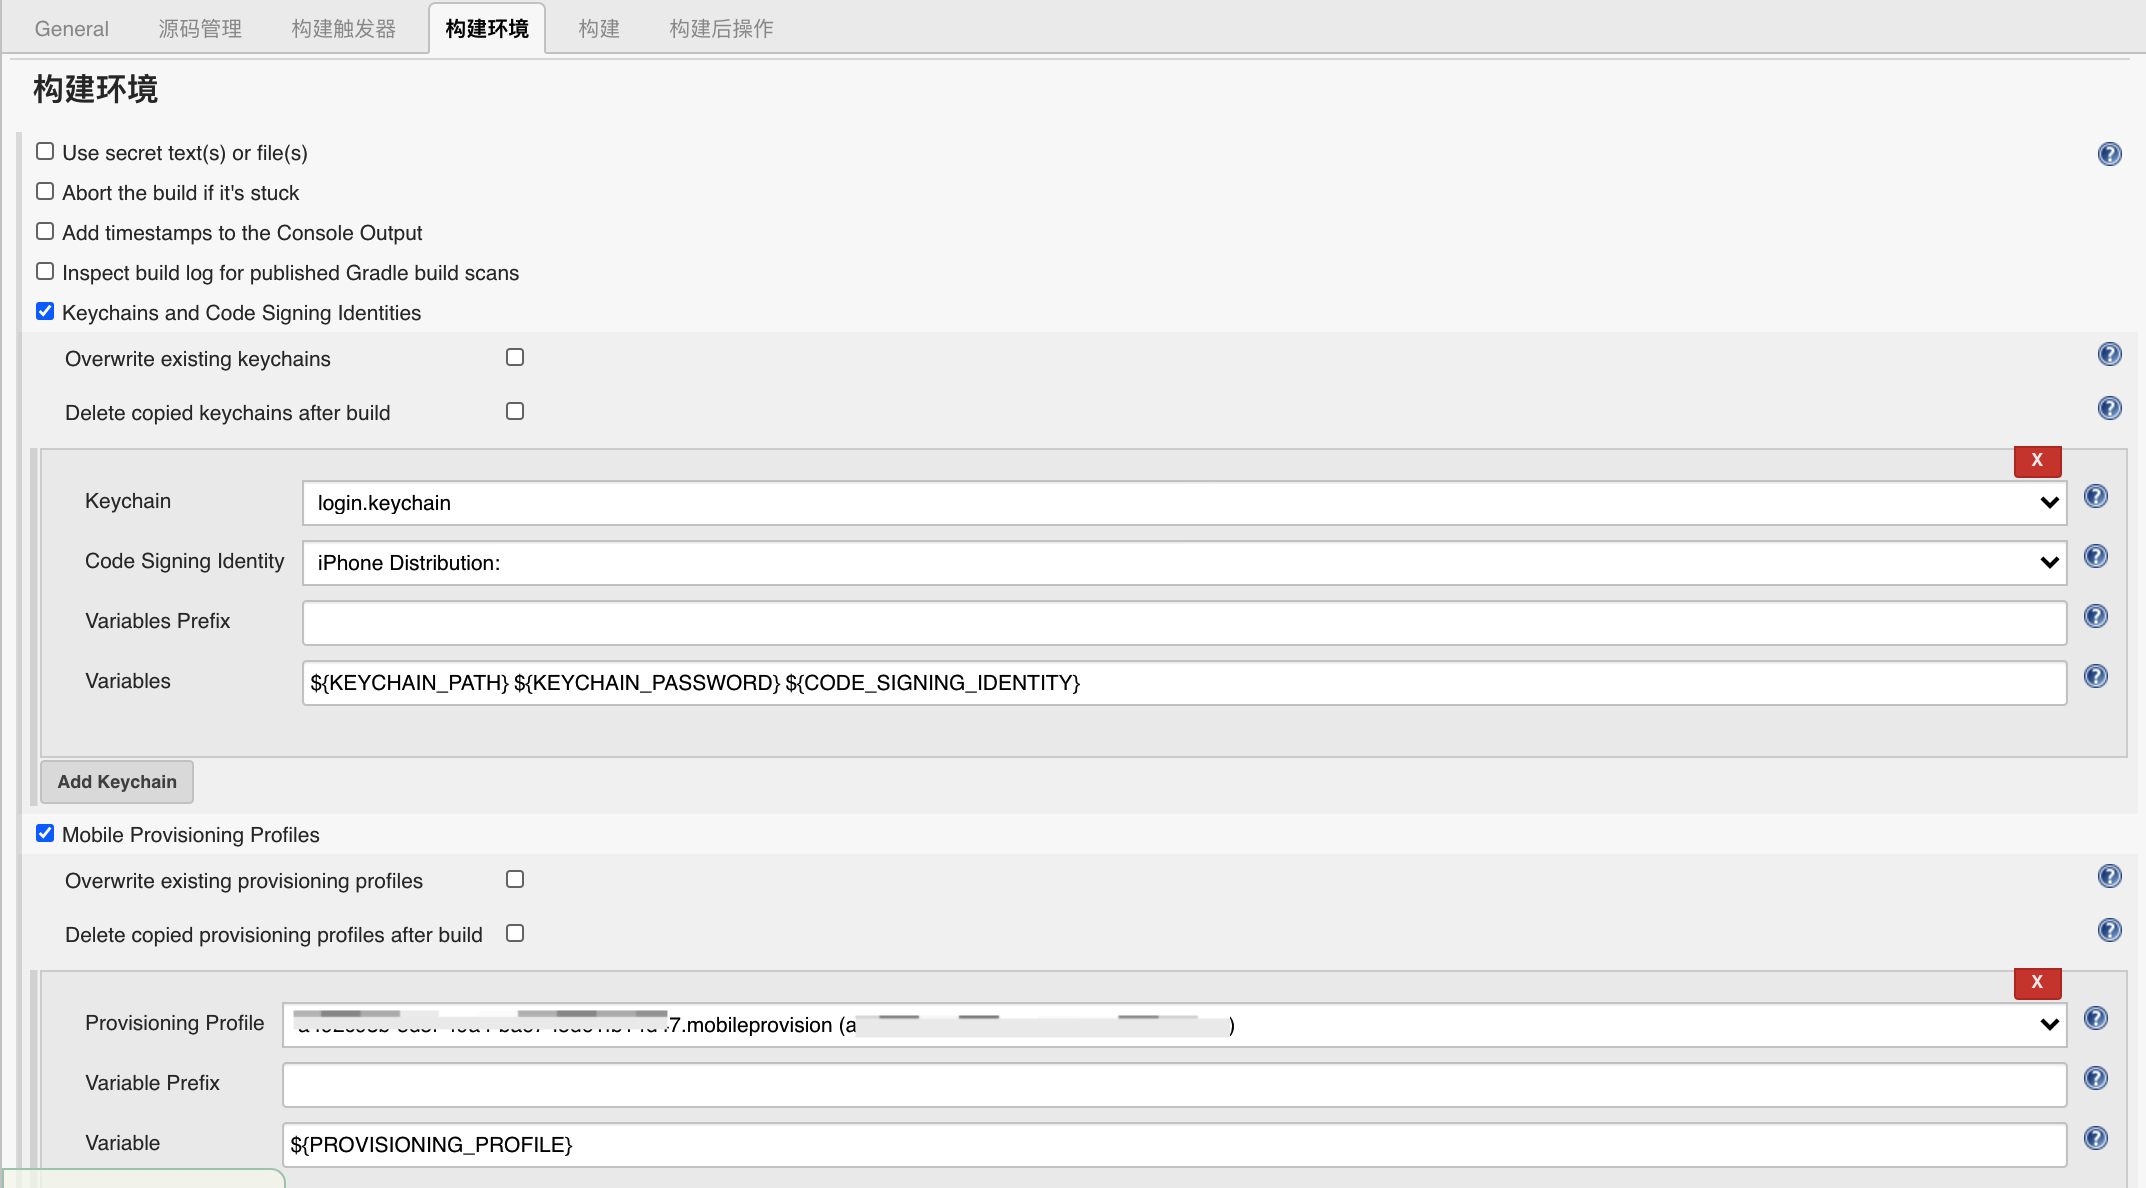 General 源码管理 构建触发器 构建环境 构建 构建后操作
构建环境
Use secret text(s) or file(s)
Abort the build if it's stuck
Add timestamps to the Console Output
Inspect build log for published Gradle build scans
Keychains and Code Signing Identities
Overwrite existing keychains
Delete copied keychains after build
X
Keychain login.keychain
Code Signing Identity iPhone Distribution:
Variables Prefix
Variables ${KEYCHAIN_PATH} ${KEYCHAIN_PASSWORD} ${CODE_SIGNING_IDENTITY}
Add Keychain
Mobile Provisioning Profiles
Overwrite existing provisioning profiles
Delete copied provisioning profiles after build
X
Provisioning Profile 7.mobileprovision (a )
Variable Prefix
Variable ${PROVISIONING_PROFILE}